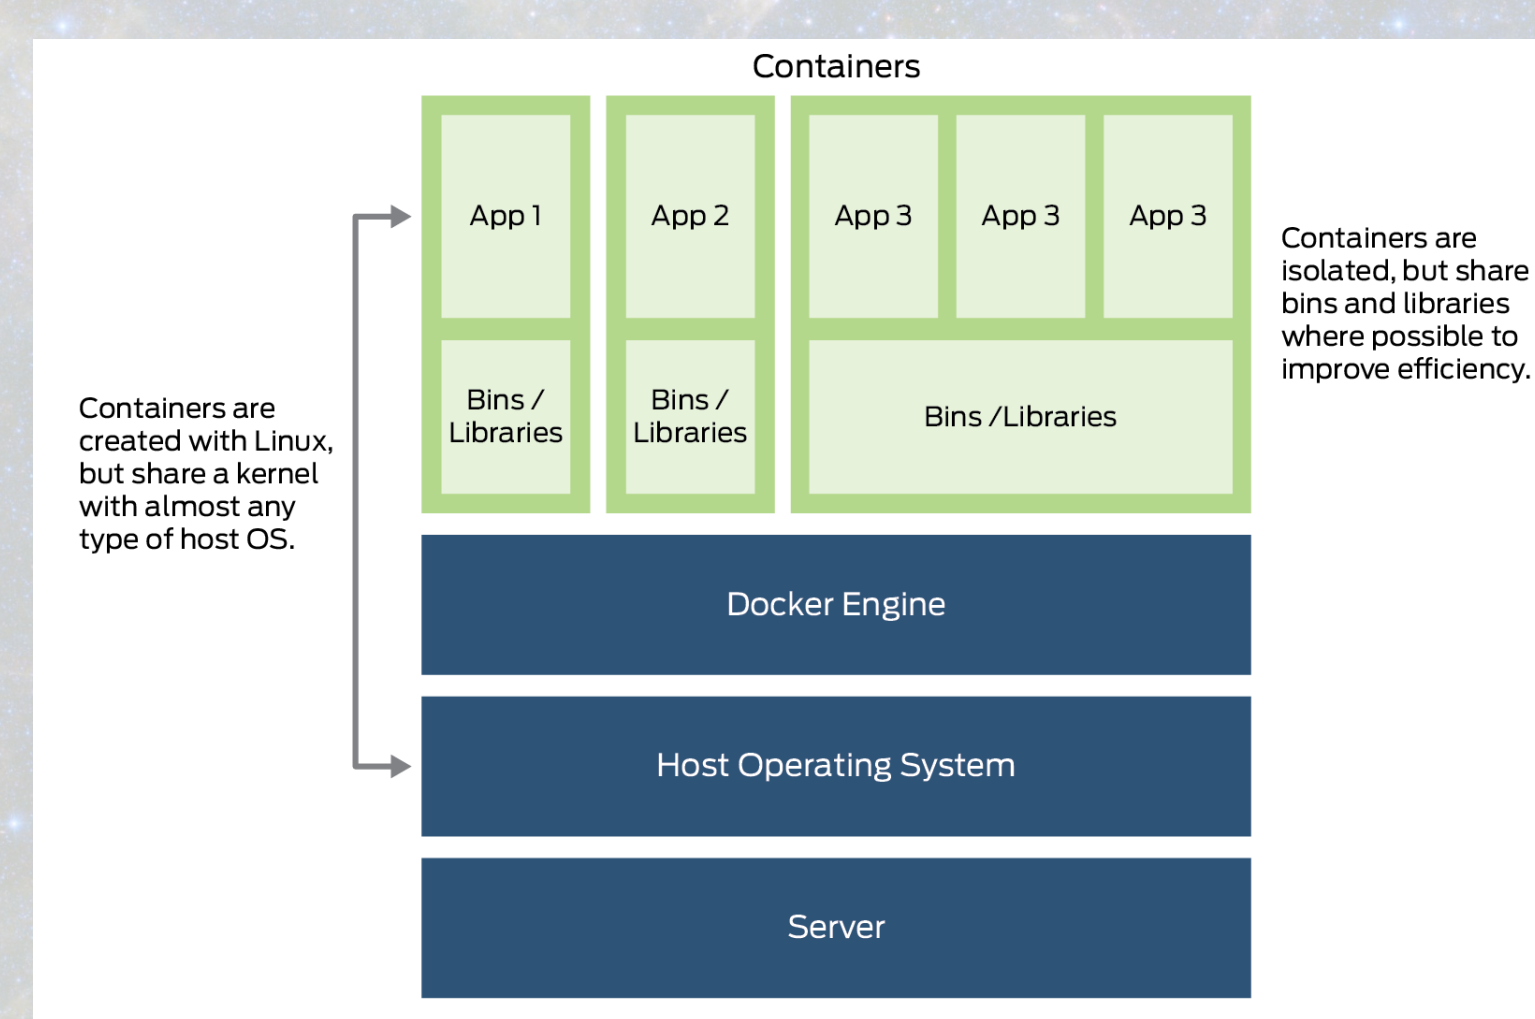 Containers
App 1
App 2
App 3
App 3
App 3
Bins /
Libraries
Bins /
Libraries
Bins /Libraries
Containers are
isolated, but share
bins and libraries
where possible to
improve efficiency.
Containers are
created with Linux,
but share a kernel
with almost any
type of host OS.
Docker Engine
Host Operating System
Server